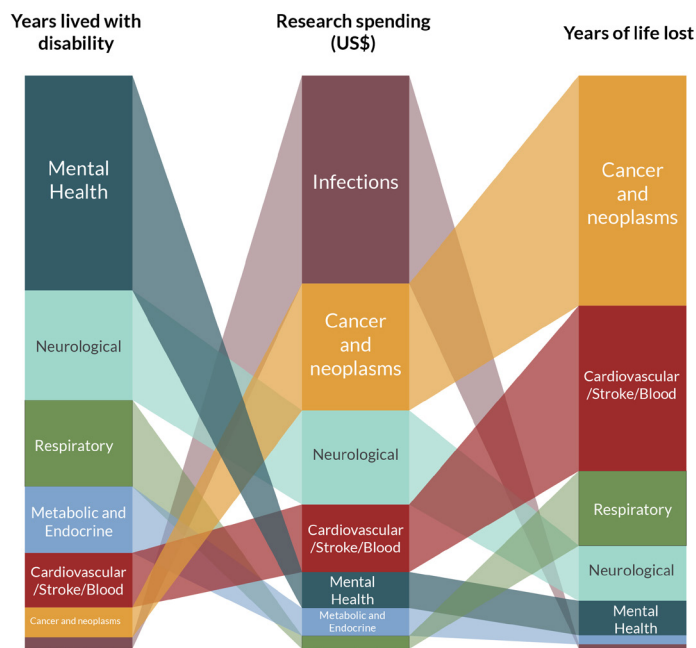 Years lived with
disability
Research spending
(US$)
Years of life lost
Mental
Health
Neurological
Respiratory
Metabolic and
Endocrine
Cardiovascular
/Stroke/Blood
Cancer and neoplasms
Infections
Cancer
and
neoplasms
Neurological
Cardiovascular
/Stroke/Blood
Mental
Health
Metabolic and
Endocrine
Cancer
and
neoplasms
Cardiovascular
/Stroke/Blood
Respiratory
Neurological
Mental
Health